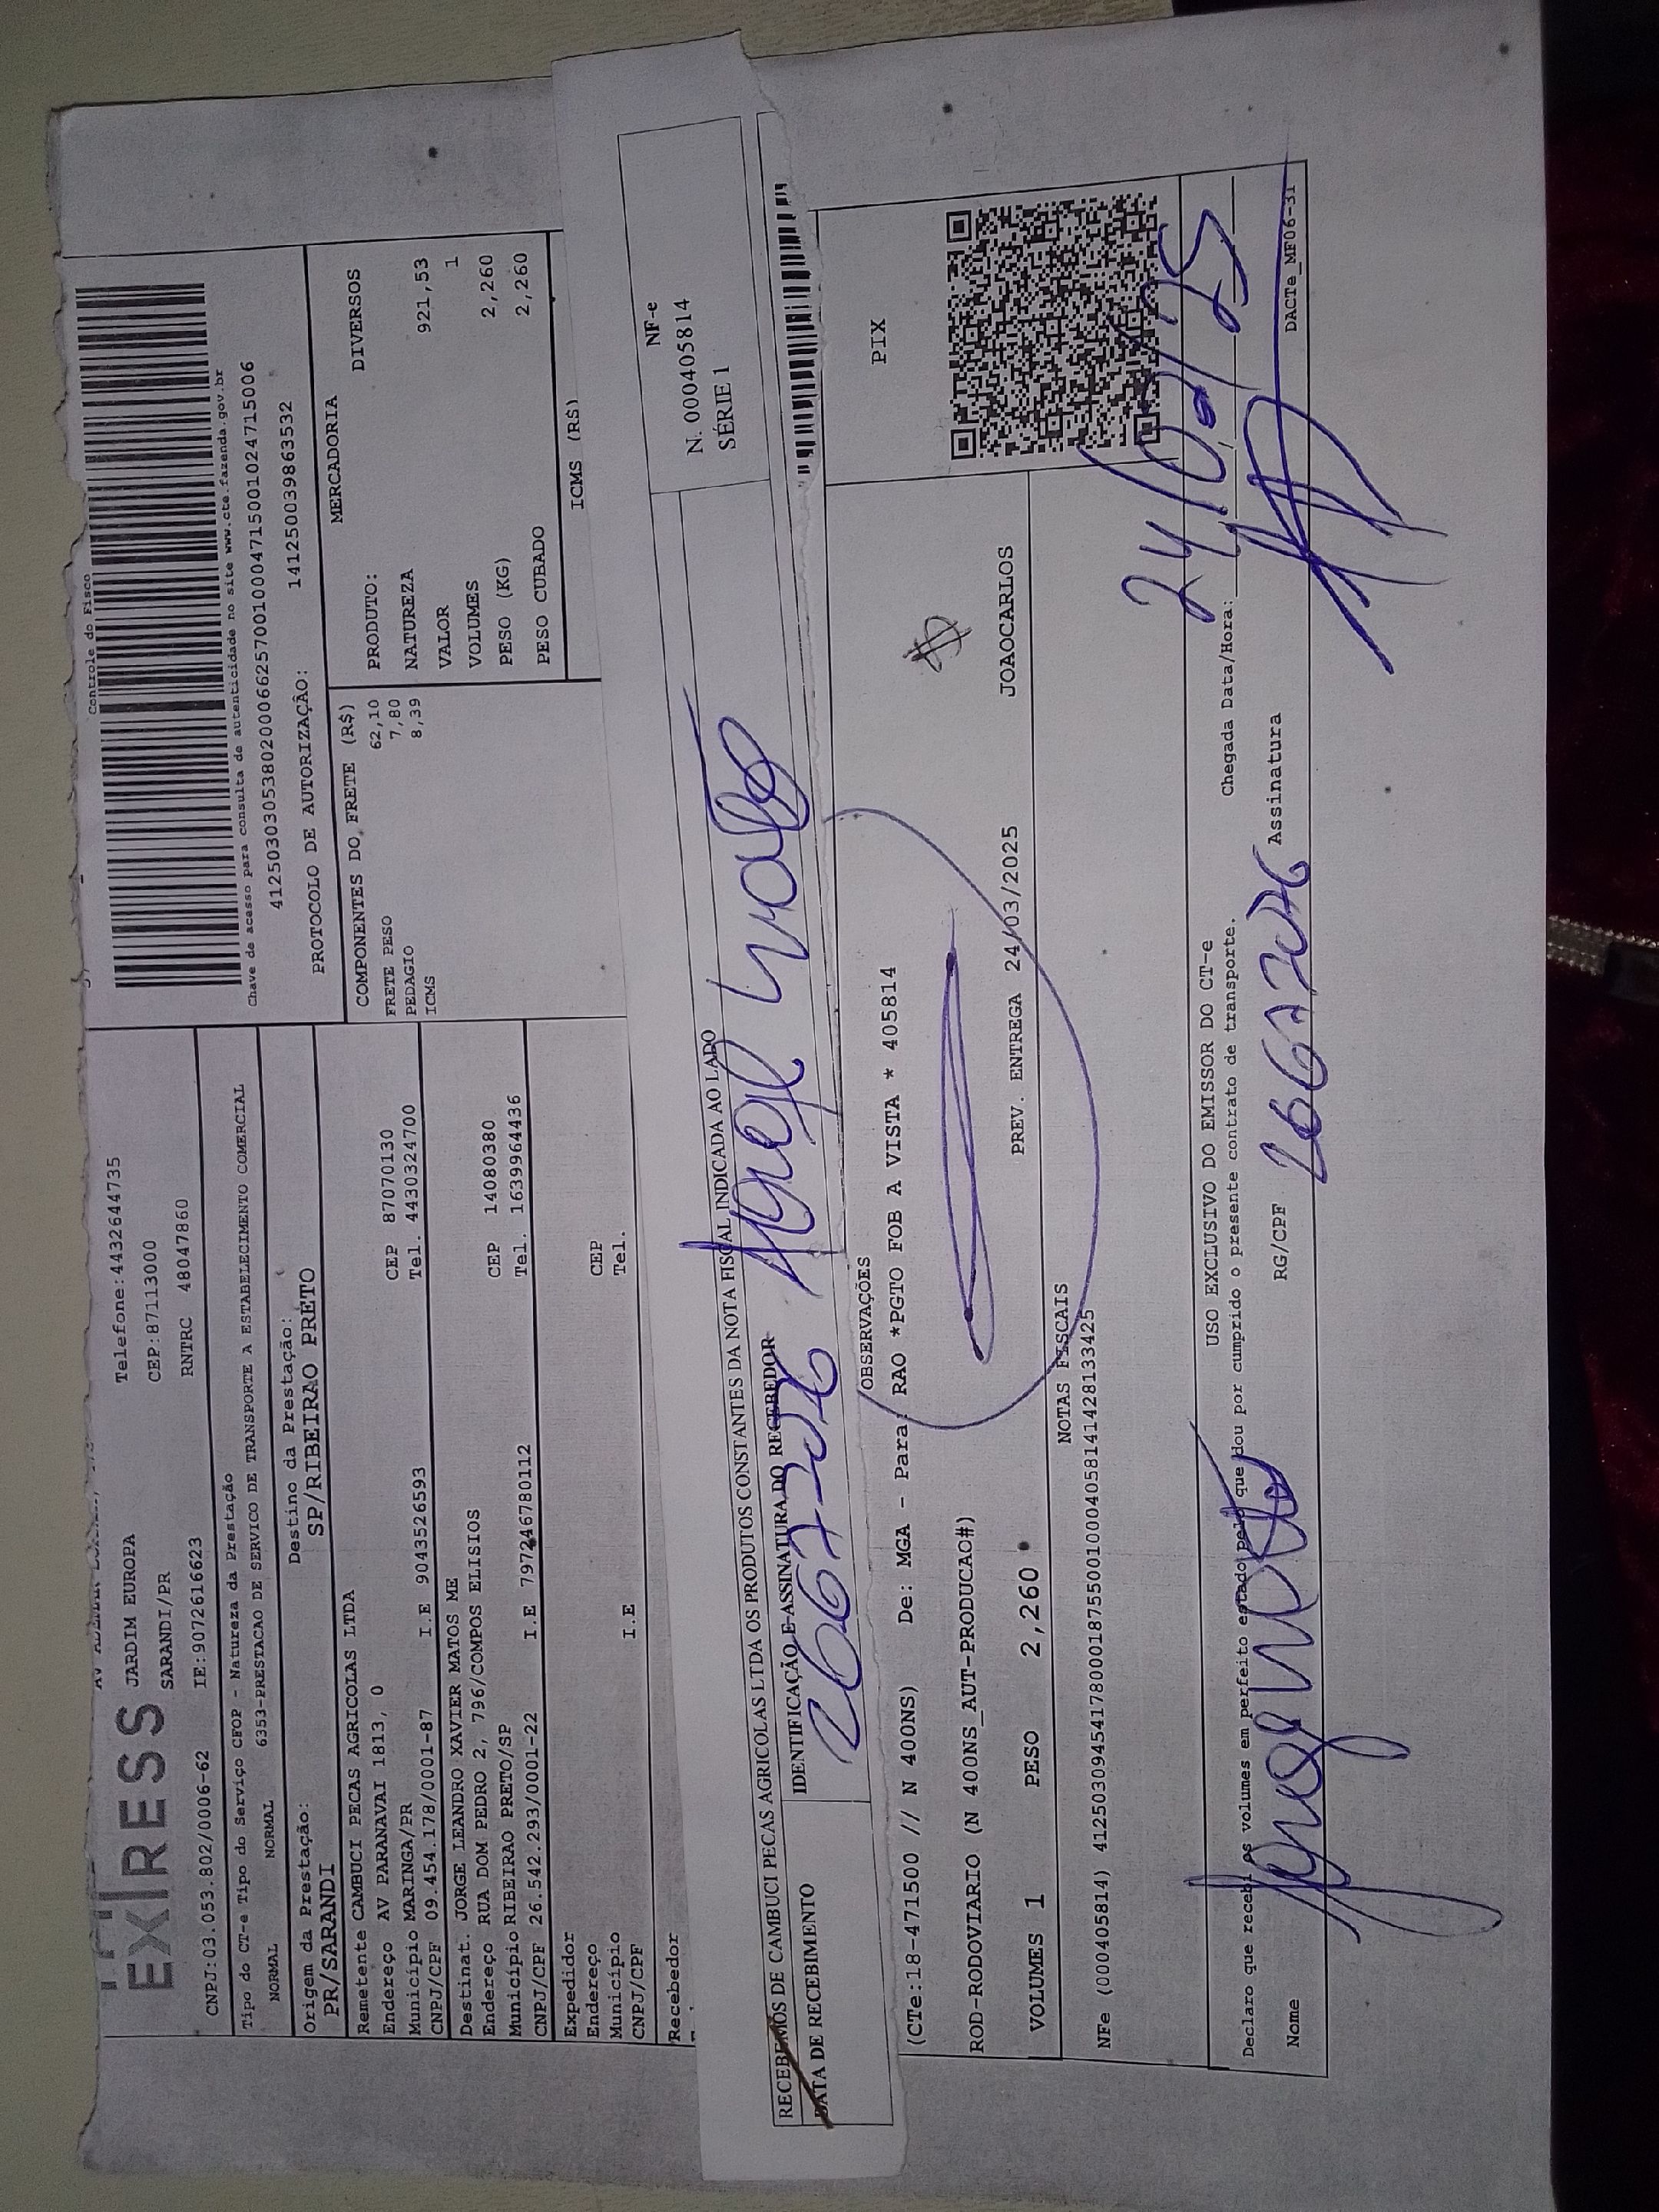 Controle do Fisco
EX RESS
Telefone:4432644735
JARDIM EUROPA
CEP:87113000
SARANDI/PR
RNTRC 48047860
CNPJ:03.053.802/0006-62
IE:9072616623
Chave de acesso para consulta de autenticidade no site www.cte.fazenda.gov.br
41250303053802000662570010004715001024715006
PROTOCOLO DE AUTORIZAÇÃO:
141250039863532
Tipo do CT-e Tipo do Serviço CFOP - Natureza da Prestação
NORMAL NORMAL 6353-PRESTACAO DE SERVICO DE TRANSPORTE A ESTABELECIMENTO COMERCIAL
Origem da Prestação:
PR/SARANDI
Destino da Prestação:
SP/RIBEIRAO PRETO
Remetente CAMBUCI PECAS AGRICOLAS LTDA
Endereço AV PARANAVAI 1813, 0 CEP 87070130
Município MARINGA/PR Tel. 4430324700
CNPJ/CPF 09.454.178/0001-87 I.E 9043526593
Destinat. JORGE LEANDRO XAVIER MATOS ME
Endereço RUA DOM PEDRO 2, 796/COMPOS ELISIOS CEP 14080380
Município RIBEIRAO PRETO/SP Tel. 1639964436
CNPJ/CPF 26.542.293/0001-22 I.E 797246780112
Expedidor
Endereço CEP
Município Tel.
CNPJ/CPF I.E
Recebedor
COMPONENTES DO FRETE (R$)
FRETE PESO 62,10
PEDAGIO 7,80
ICMS 8,39
MERCADORIA
PRODUTO: DIVERSOS
NATUREZA
VALOR 921,53
VOLUMES 1
PESO (KG) 2,260
PESO CUBADO 2,260
ICMS (R$)
RECEBEMOS DE CAMBUCI PECAS AGRICOLAS LTDA OS PRODUTOS CONSTANTES DA NOTA FISCAL INDICADA AO LADO
DATA DE RECEBIMENTO
IDENTIFICAÇÃO E ASSINATURA DO RECEBEDOR
NF-e
N. 000405814
SÉRIE 1
OBSERVAÇÕES
PIX
(CTe:18-471500 // N 400NS) De: MGA - Para: RAO *PGTO FOB A VISTA * 405814
ROD-RODOVIARIO (N 400NS_AUT-PRODUCAO#)
VOLUMES 1 PESO 2,260 PREV. ENTREGA 24/03/2025 JOAOCARLOS
NOTAS FISCAIS
NFe (000405814) 41250309454178000187550010004058141428133425
USO EXCLUSIVO DO EMISSOR DO CT-e
Declaro que recebi os volumes em perfeito estado pelo que dou por cumprido o presente contrato de transporte.
Chegada Data/Hora: 24/03/25
Nome
RG/CPF
Assinatura
DACTe_MF06-31